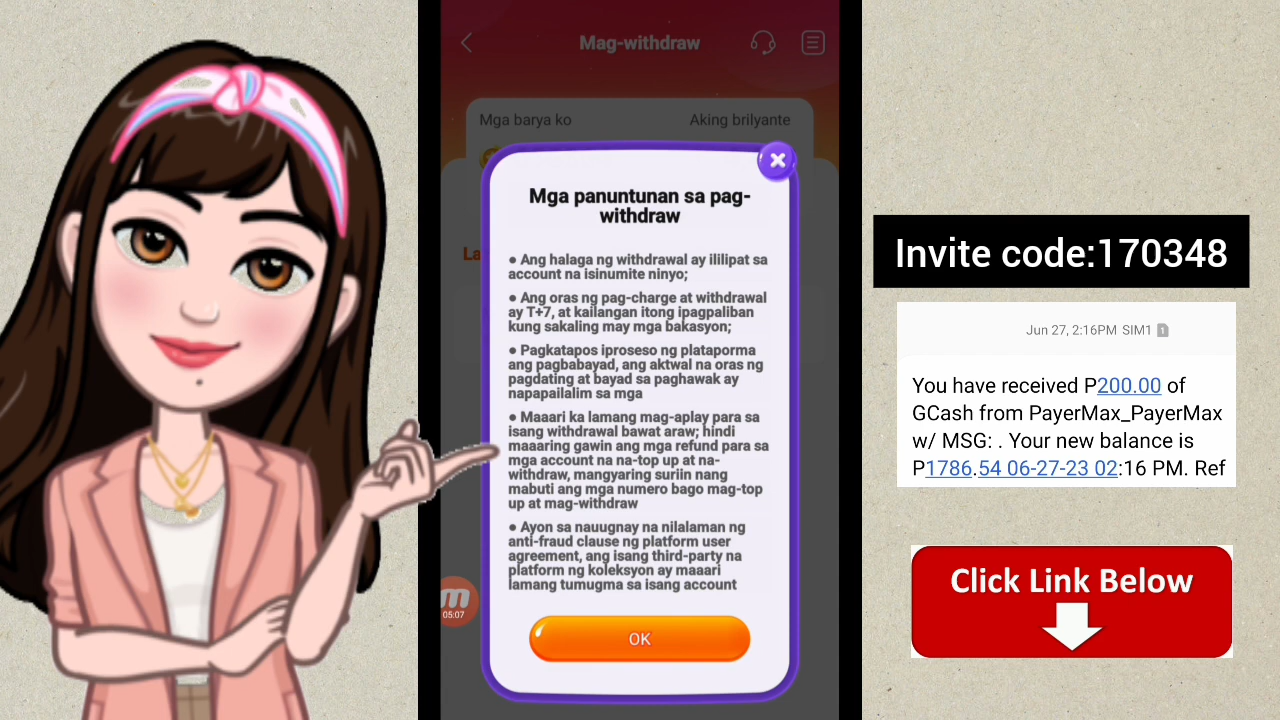 Mag-withdraw
Mga barya ko
Aking brilyante
Mga panuntunan sa pag-
withdraw
● Ang halaga ng withdrawal ay ililipat sa
account na isinumite ninyo;
● Ang oras ng pag-charge at withdrawal
ay T+7, at kailangan itong ipagpaliban
kung sakaling may mga bakasyon;
● Pagkatapos iproseso ng plataporma
ang pagbabayad, ang aktwal na oras ng
pagdating at bayad sa paghawak ay
napapailalim sa mga
● Maaari ka lamang mag-aplay para sa
isang withdrawal bawat araw; hindi
maaaring gawin ang mga refund para sa
mga account na na-top up at na-
withdraw, mangyaring suriin nang
mabuti ang mga numero bago mag-top
up at mag-withdraw
● Ayon sa nauugnay na nilalaman ng
anti-fraud clause ng platform user
agreement, ang isang third-party na
platform ng koleksyon ay maaari
lamang tumugma sa isang account
OK
La
m
05:07
Invite code:170348
Jun 27, 2:16PM SIM1 1
You have received P200.00 of
GCash from PayerMax_PayerMax
w/ MSG: . Your new balance is
P1786.54 06-27-23 02:16 PM. Ref
Click Link Below